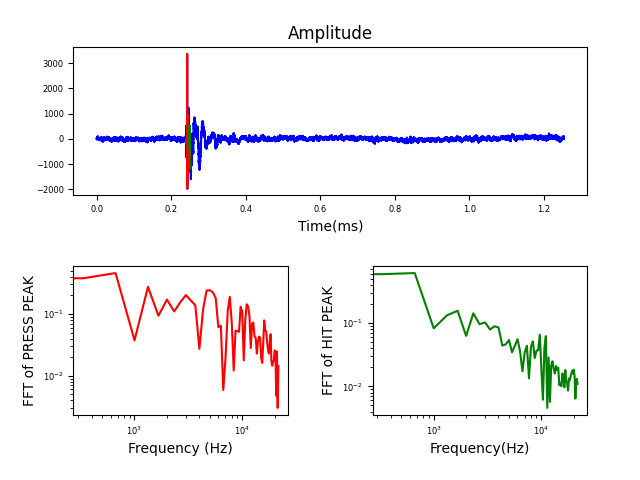 Amplitude
3000
2000
1000
0
−1000
−2000
0.0 0.2 0.4 0.6 0.8 1.0 1.2
Time(ms)
FFT of PRESS PEAK
10⁻¹
10⁻²
10³ 10⁴
Frequency (Hz)
FFT of HIT PEAK
10⁻¹
10⁻²
10³ 10⁴
Frequency(Hz)